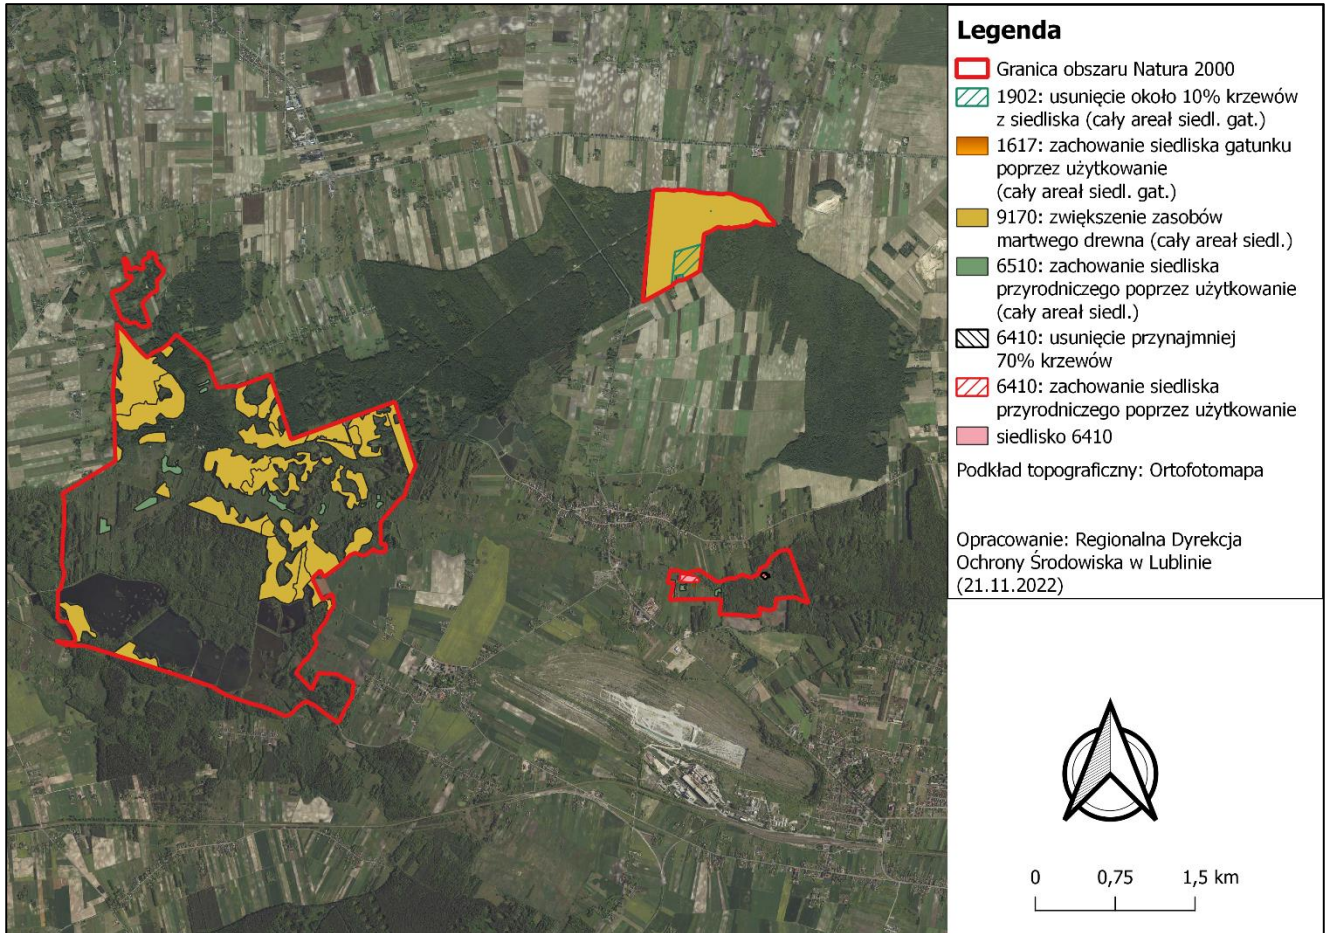 Legenda
Granica obszaru Natura 2000
1902: usunięcie około 10% krzewów
z siedliska (cały areał siedl. gat.)
1617: zachowanie siedliska gatunku
poprzez użytkowanie
(cały areał siedl. gat.)
9170: zwiększenie zasobów
martwego drewna (cały areał siedl.)
6510: zachowanie siedliska
przyrodniczego poprzez użytkowanie
(cały areał siedl.)
6410: usunięcie przynajmniej
70% krzewów
6410: zachowanie siedliska
przyrodniczego poprzez użytkowanie
siedlisko 6410
Podkład topograficzny: Ortofotomapa
Opracowanie: Regionalna Dyrekcja
Ochrony Środowiska w Lublinie
(21.11.2022)
0 0,75 1,5 km